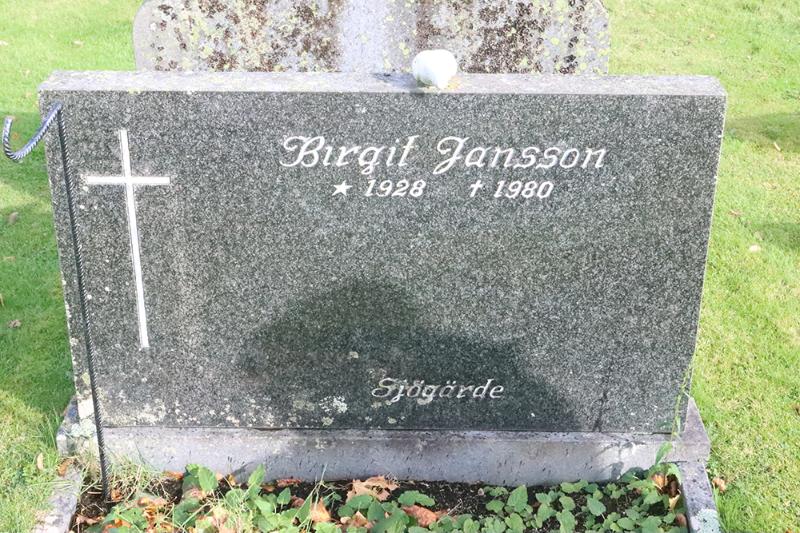 Birgit Jansson
★ 1928 † 1980
Sjögärde